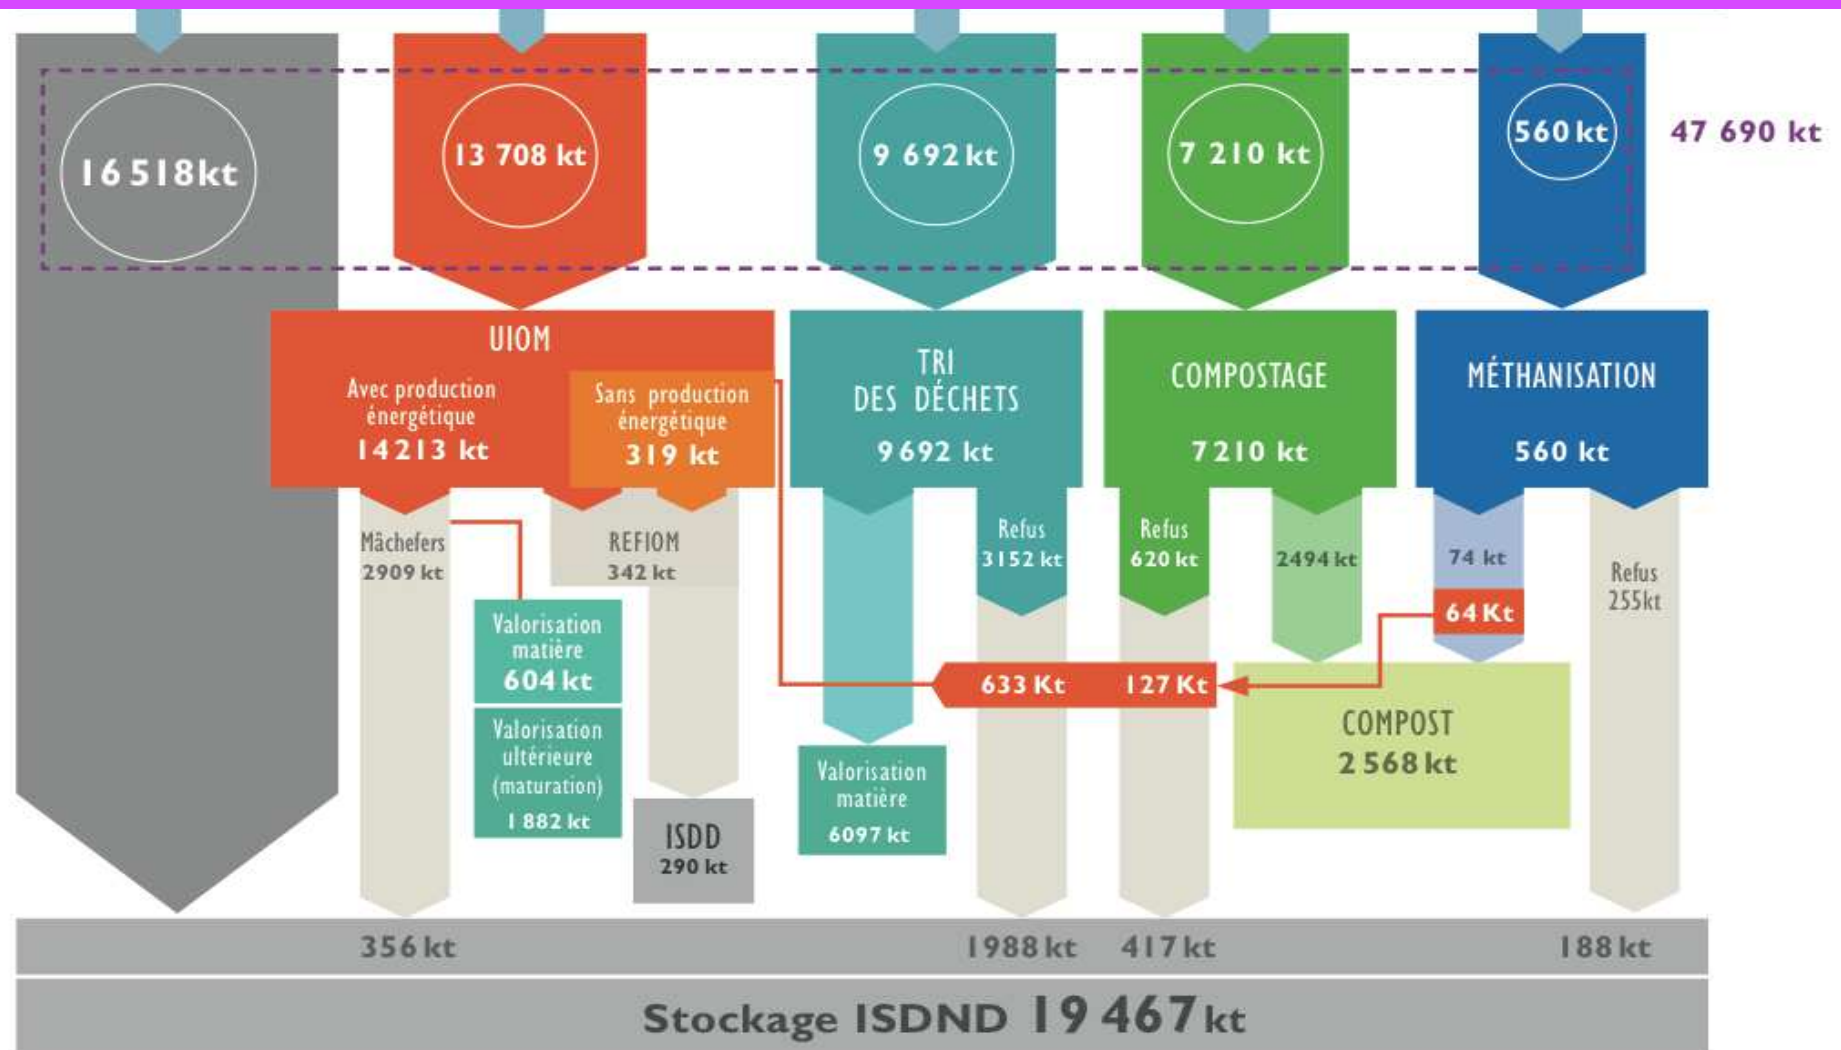 16 518kt
13 708 kt
9 692 kt
7 210 kt
560 kt
47 690 kt
UIOM
Avec production
énergétique
14213 kt
Sans production
énergétique
319 kt
TRI
DES DÉCHETS
9692 kt
COMPOSTAGE
7210 kt
MÉTHANISATION
560 kt
Mâchefers
2909 kt
REFIOM
342 kt
Refus
3152 kt
Refus
620 kt
2494 kt
74 kt
64 Kt
Refus
255kt
Valorisation
matière
604 kt
633 Kt
127 Kt
Valorisation
ultérieure
(maturation)
1 882 kt
ISDD
290 kt
Valorisation
matière
6097 kt
COMPOST
2 568 kt
356 kt
1988 kt
417 kt
188 kt
Stockage ISDND 19 467 kt